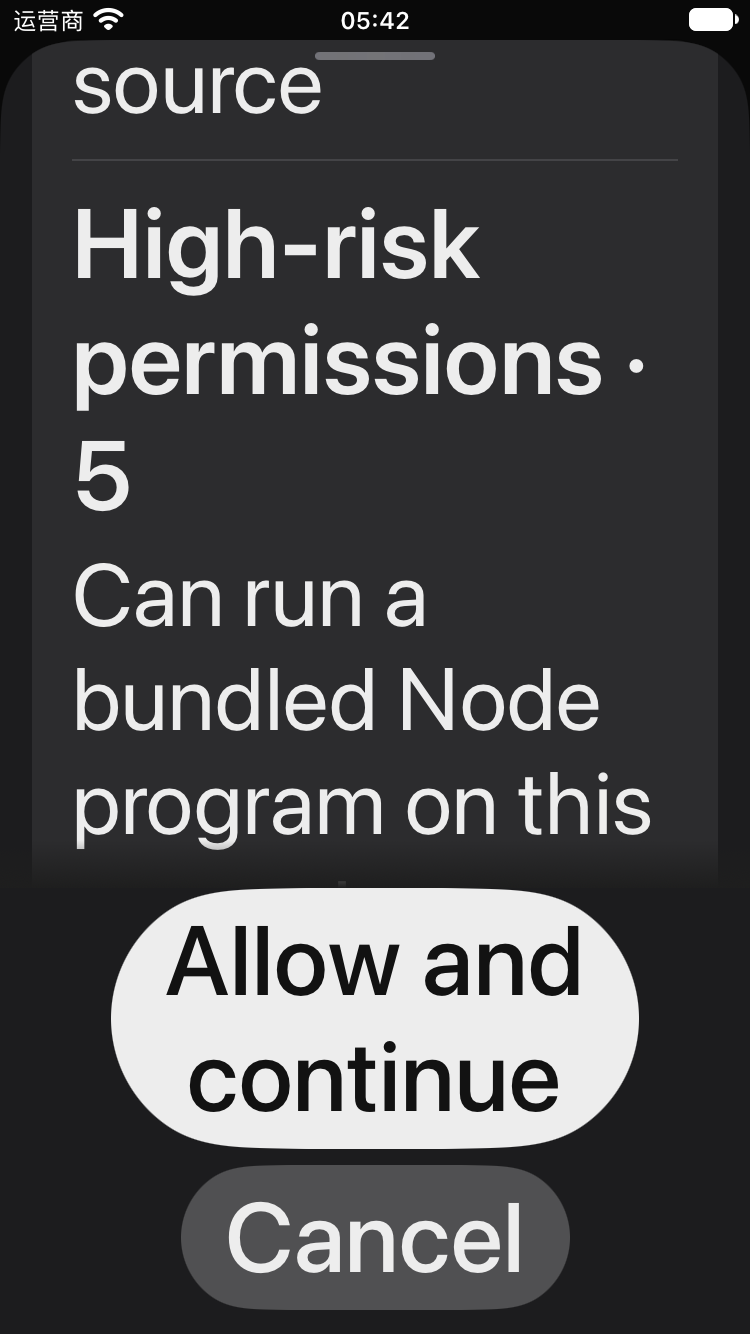 运营商
05:42
source
High-risk
permissions ·
5
Can run a
bundled Node
program on this
Allow and
continue
Cancel